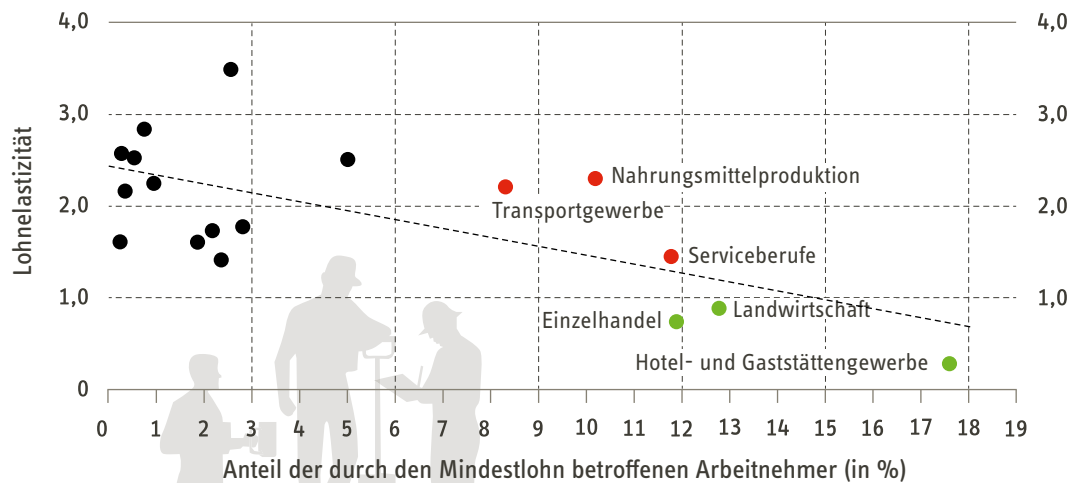 4,0 4,0
3,0 3,0
2,0 2,0
1,0 1,0
0
Lohnelastizität
Nahrungsmittelproduktion
Transportgewerbe
Serviceberufe
Landwirtschaft
Einzelhandel
Hotel- und Gaststättengewerbe
0 1 2 3 4 5 6 7 8 9 10 11 12 13 14 15 16 17 18 19
Anteil der durch den Mindestlohn betroffenen Arbeitnehmer (in %)